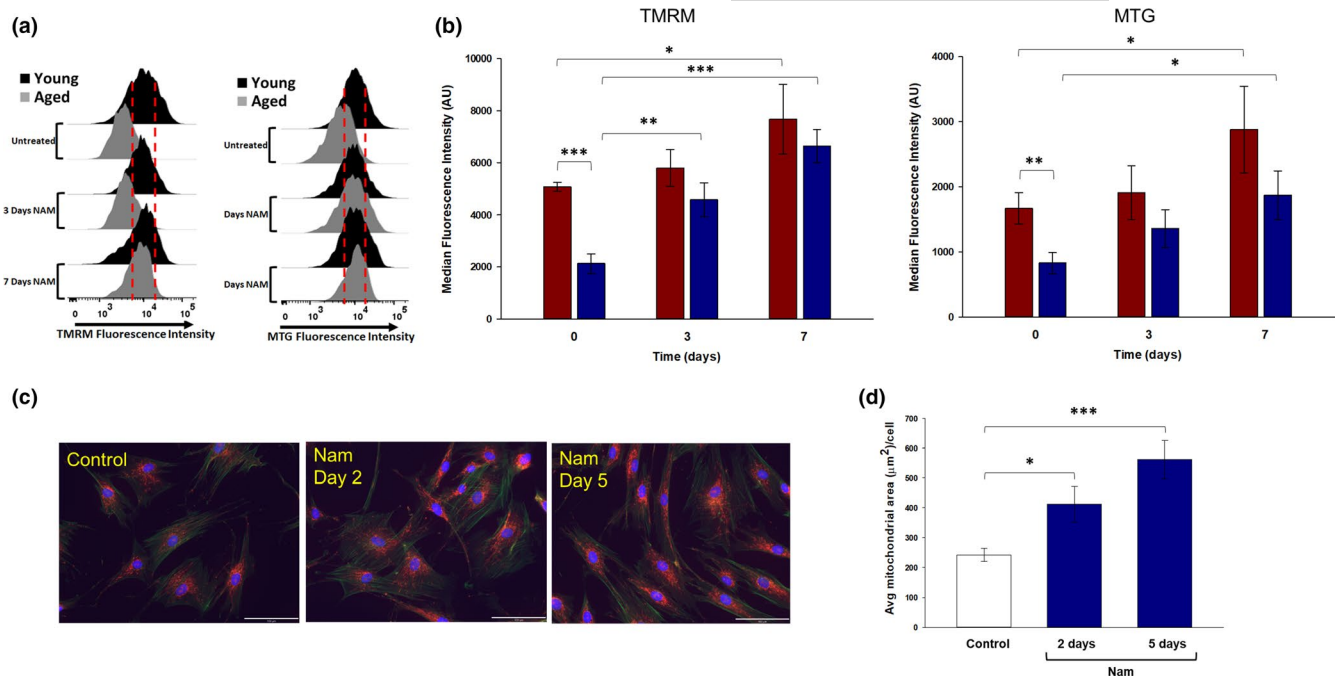 (a)
Young
Aged
Untreated
3 Days NAM
7 Days NAM
0 10³ 10⁴ 10⁵
TMRM Fluorescence Intensity
Young
Aged
Untreated
Days NAM
Days NAM
0 10³ 10⁴ 10⁵
MTG Fluorescence Intensity
(b)
TMRM
Median Fluorescence Intensity (AU)
10000
8000
6000
4000
2000
0
*
***
**
***
0 3 7
Time (days)
MTG
Median Fluorescence Intensity (AU)
4000
3000
2000
1000
0
*
*
**
0 3 7
Time (days)
(c)
Control
Nam
Day 2
Nam
Day 5
(d)
Avg mitochondrial area (μm²)/cell
700
600
500
400
300
200
100
0
***
*
Control 2 days 5 days
Nam